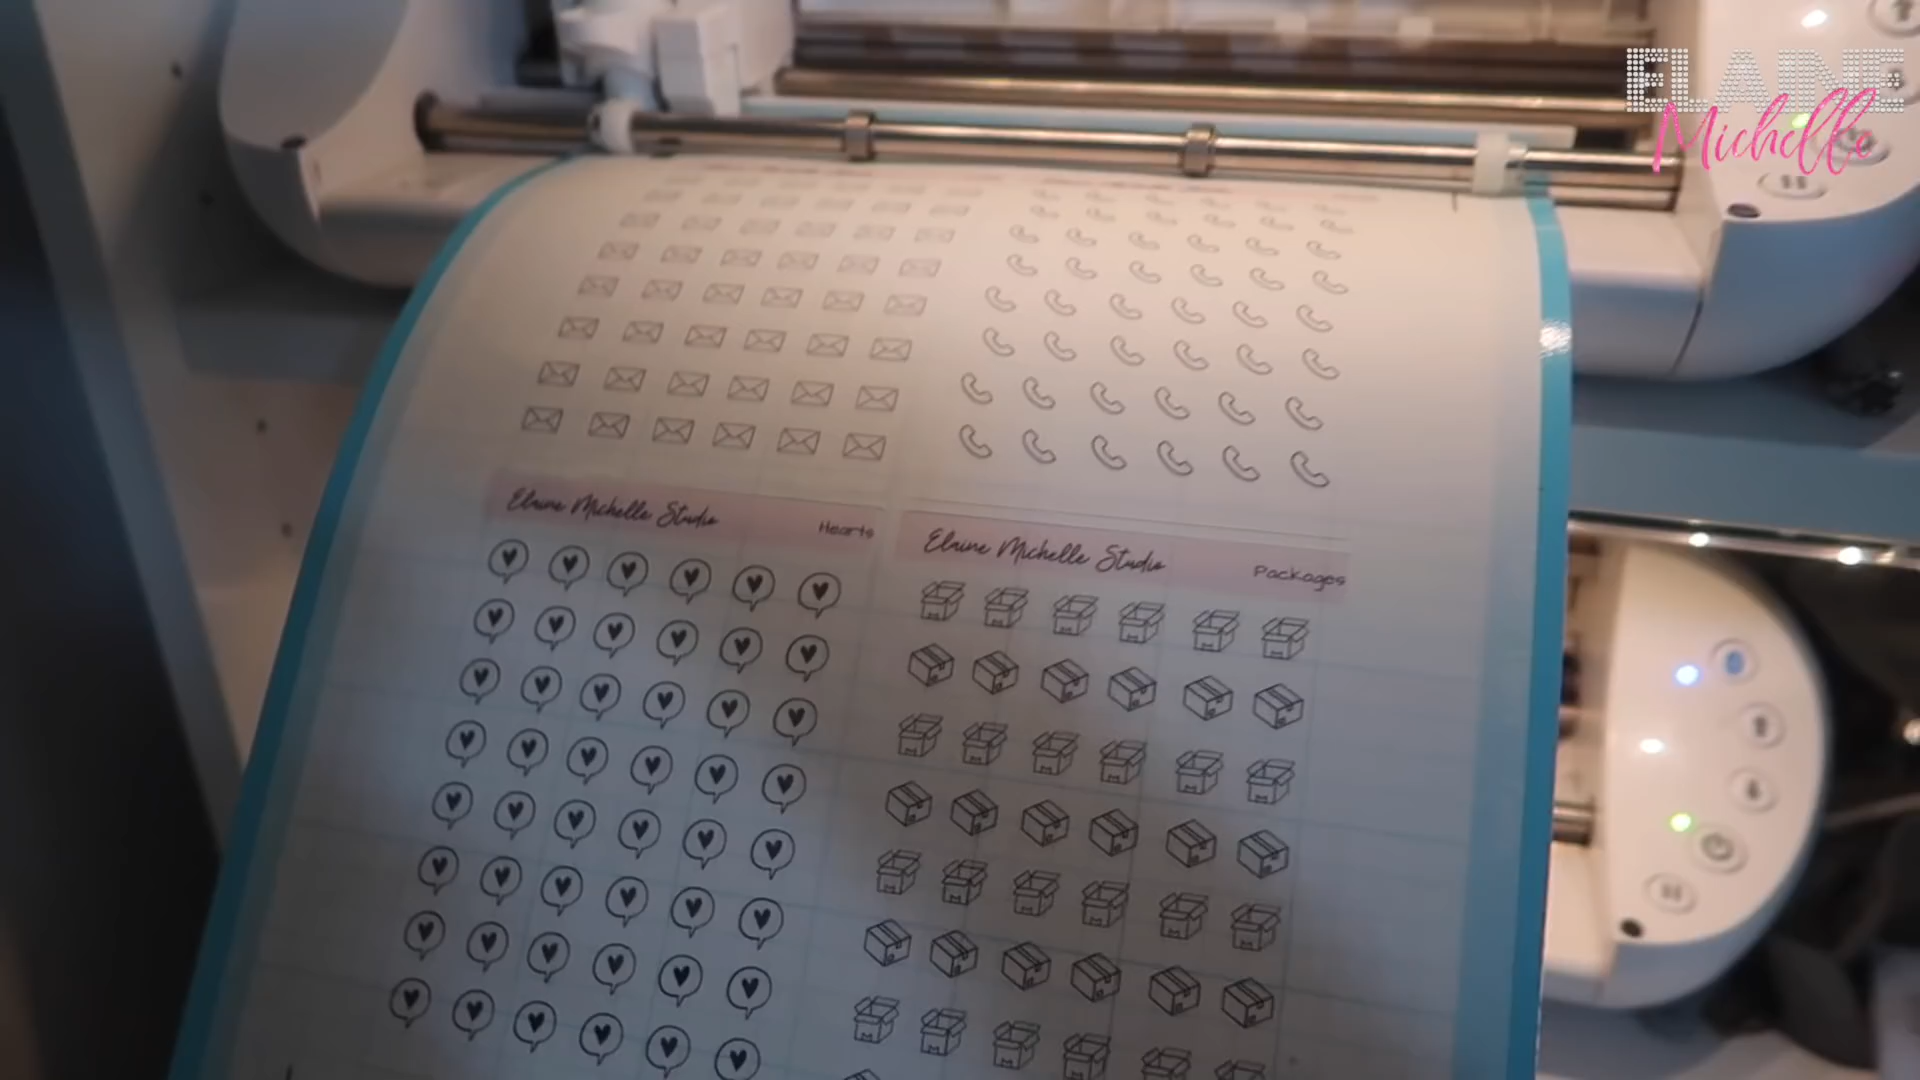 ELAINE
Michelle
Elaine Michelle Studio
Hearts
Elaine Michelle Studio
Packages